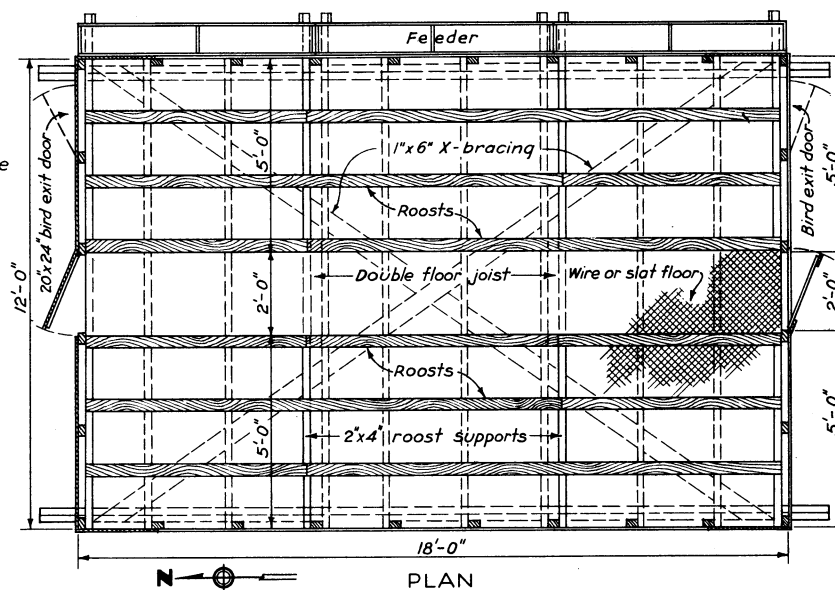 Feeder
5'-0"
20"x24" bird exit door
1"x6" X-bracing
Bird exit door
5'-0"
Roosts
12'-0"
2'-0"
Double floor joist
Wire or slat floor
2'-0"
Roosts
5'-0"
2"x4" roost supports
5'-0"
18'-0"
N
PLAN